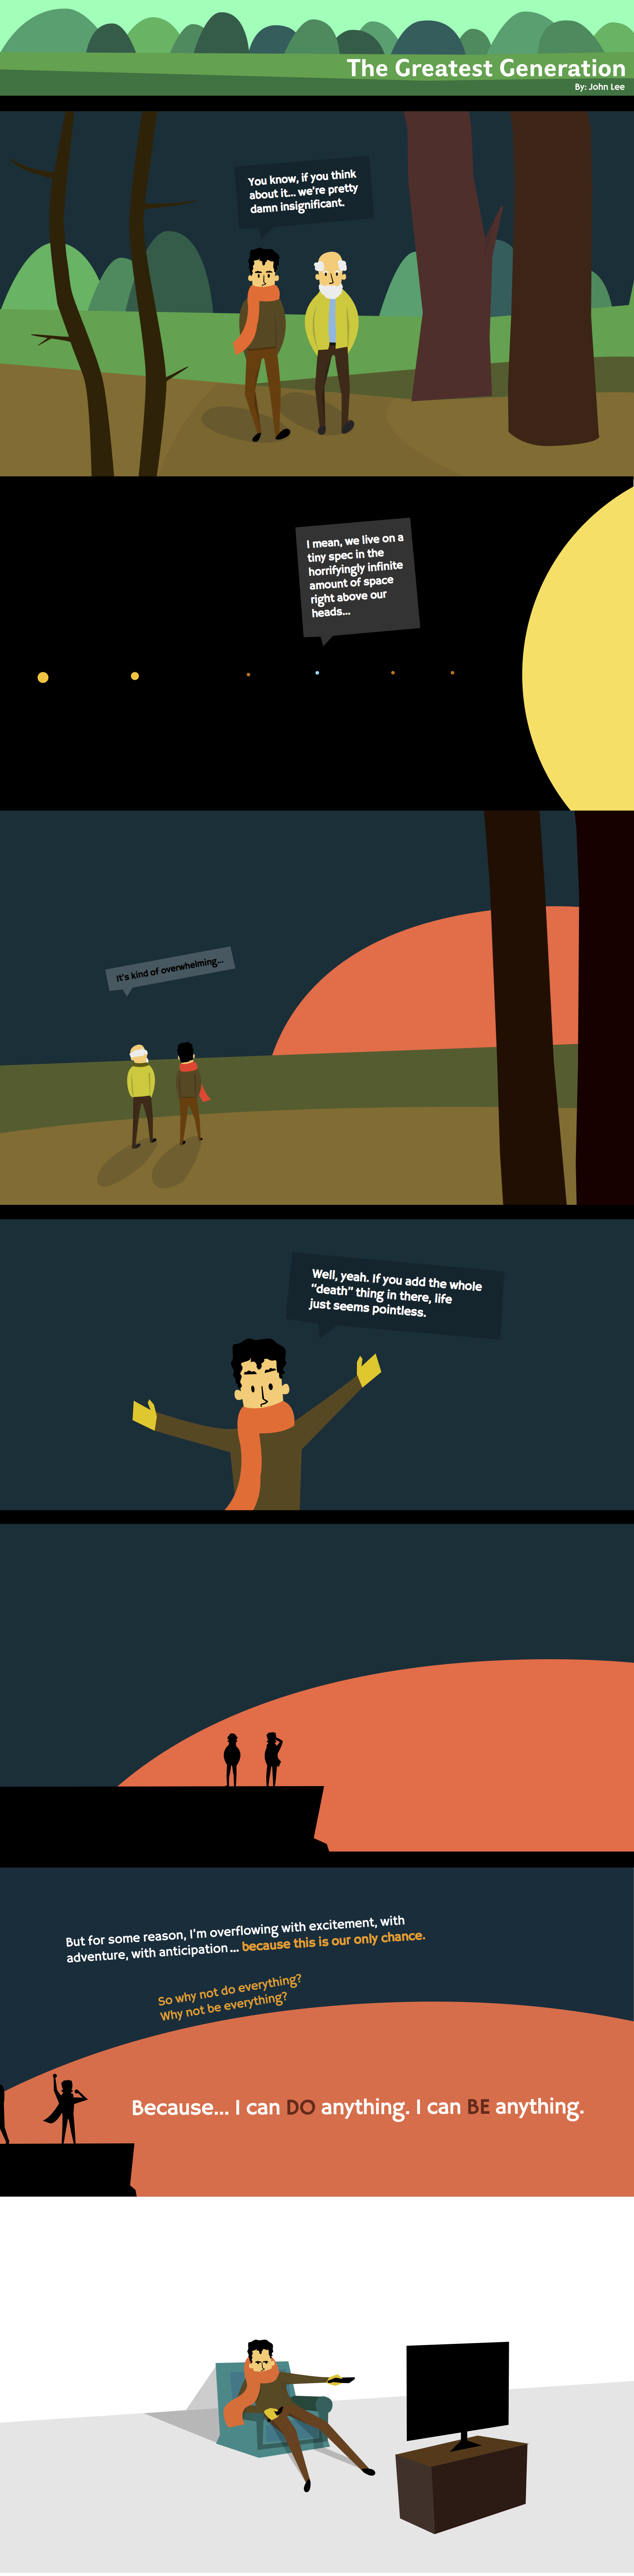 The Greatest Generation
By: John Lee
You know, if you think
about it... we're pretty
damn insignificant.
I mean, we live on a
tiny spec in the
horrifyingly infinite
amount of space
right above our
heads...
It's kind of overwhelming...
Well, yeah. If you add the whole
"death" thing in there, life
just seems pointless.
But for some reason, I'm overflowing with excitement, with
adventure, with anticipation... because this is our only chance.
So why not do everything?
Why not be everything?
Because... I can DO anything. I can BE anything.